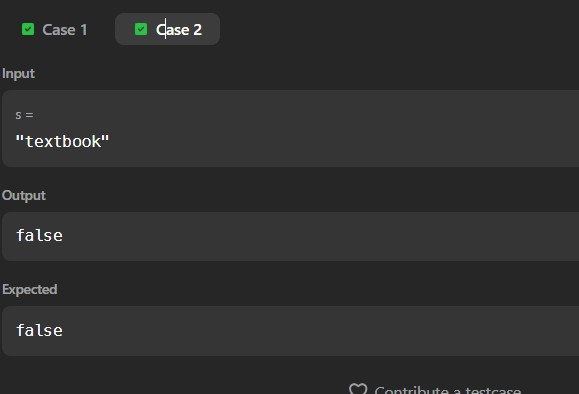 Case 1 Case 2
Input
s =
"textbook"
Output
false
Expected
false
Contribute a testcase